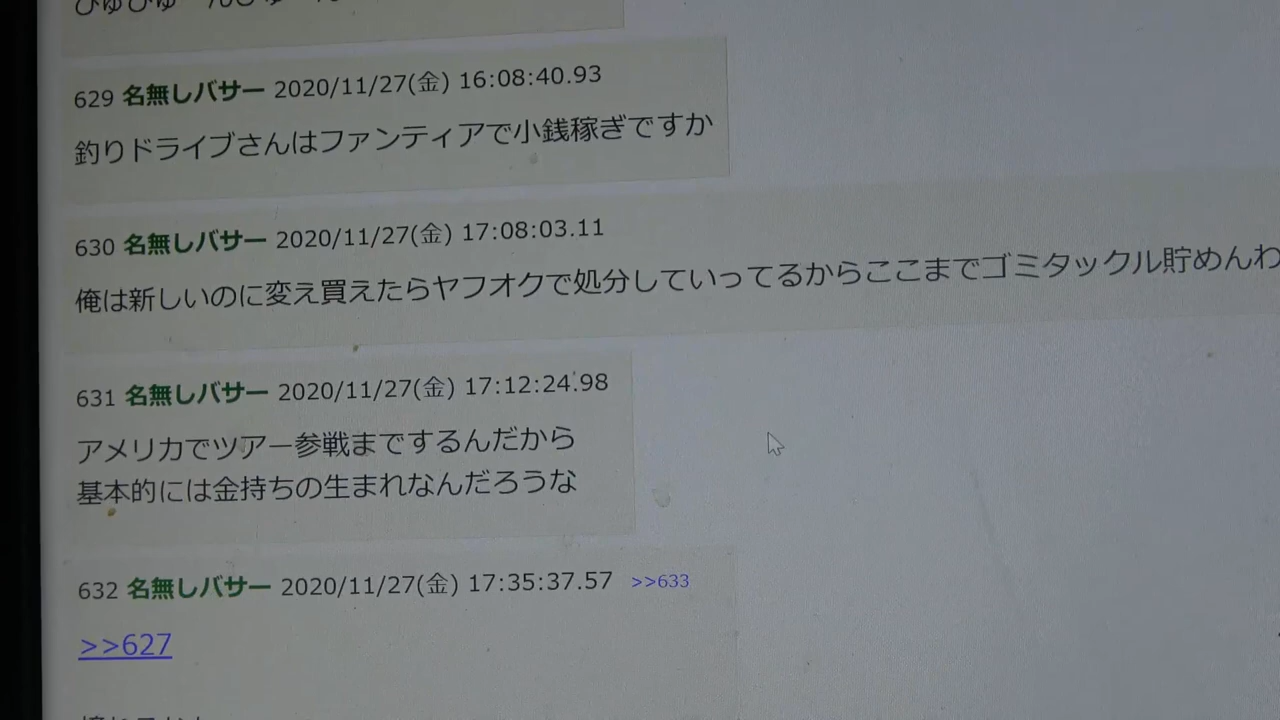 629 名無しバサー 2020/11/27(金) 16:08:40.93
釣りドライブさんはファンティアで小銭稼ぎですか
630 名無しバサー 2020/11/27(金) 17:08:03.11
俺は新しいのに変え買えたらヤフオクで処分していってるからここまでゴミタックル貯めんわ
631 名無しバサー 2020/11/27(金) 17:12:24.98
アメリカでツアー参戦までするんだから
基本的には金持ちの生まれなんだろうな
632 名無しバサー 2020/11/27(金) 17:35:37.57 >>633
>>627